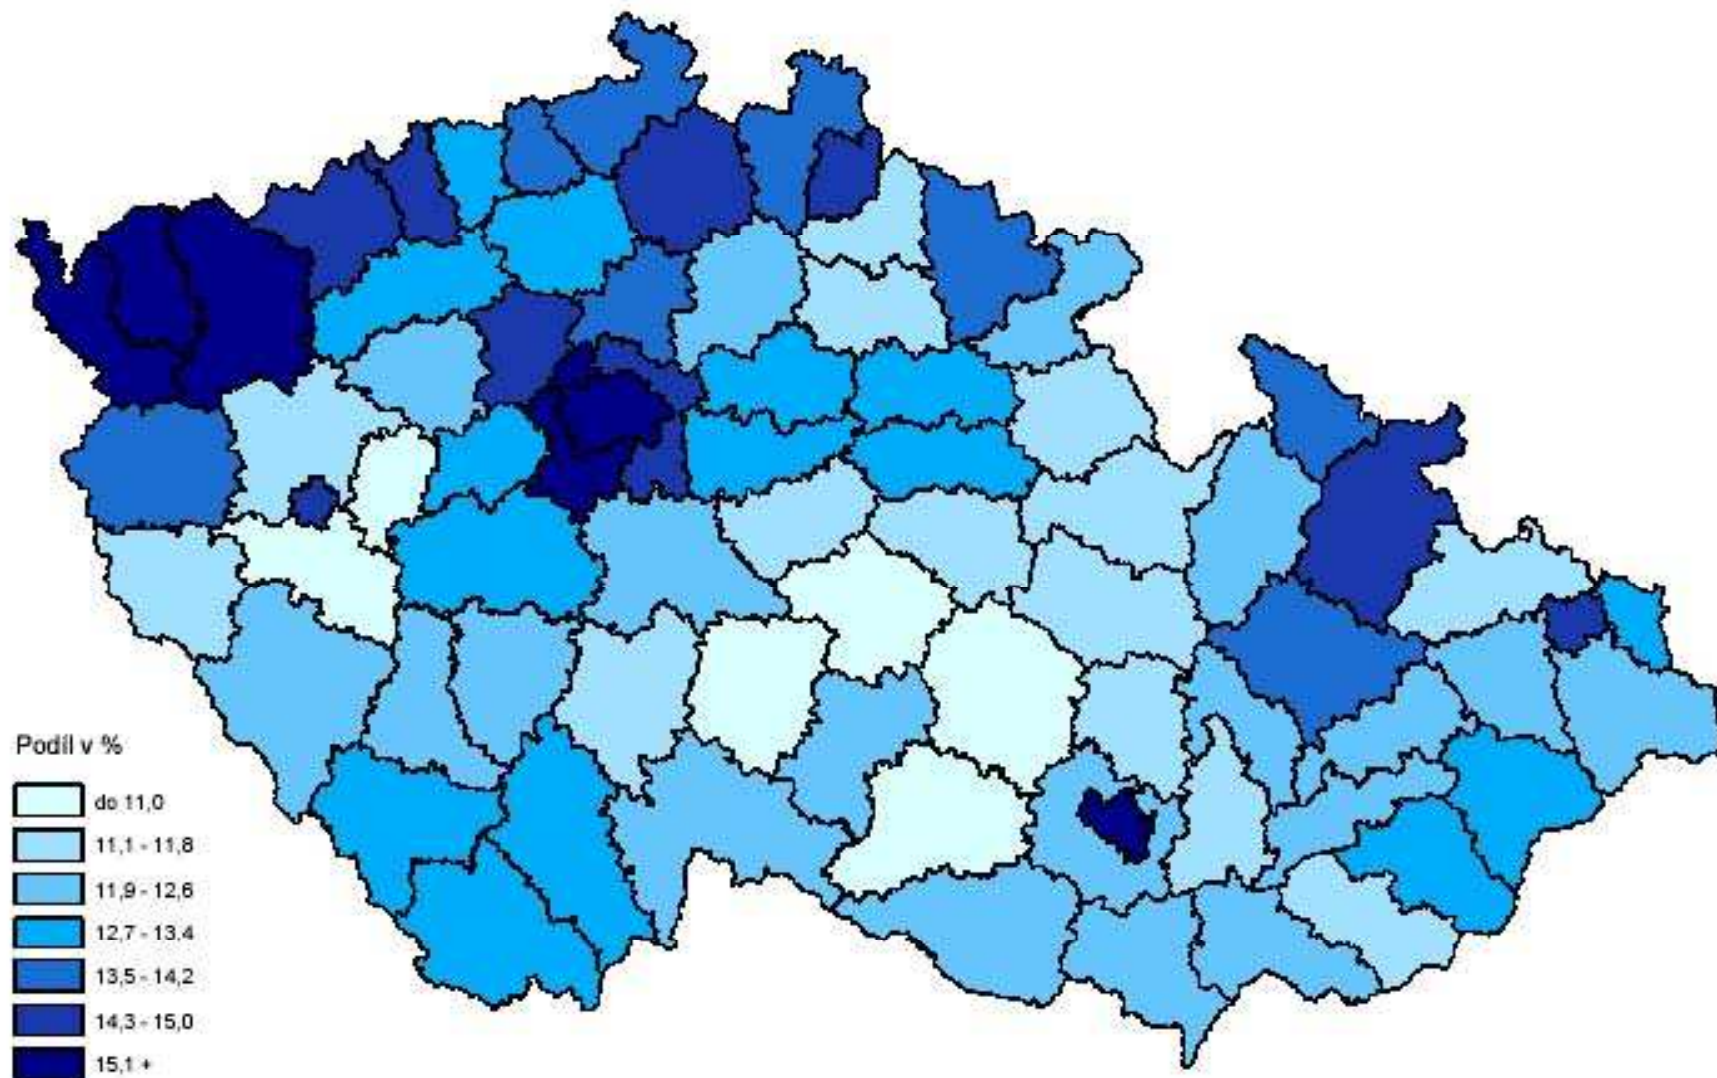 Podíl v %
do 11,0
11,1 - 11,8
11,9 - 12,6
12,7 - 13,4
13,5 - 14,2
14,3 - 15,0
15,1 +